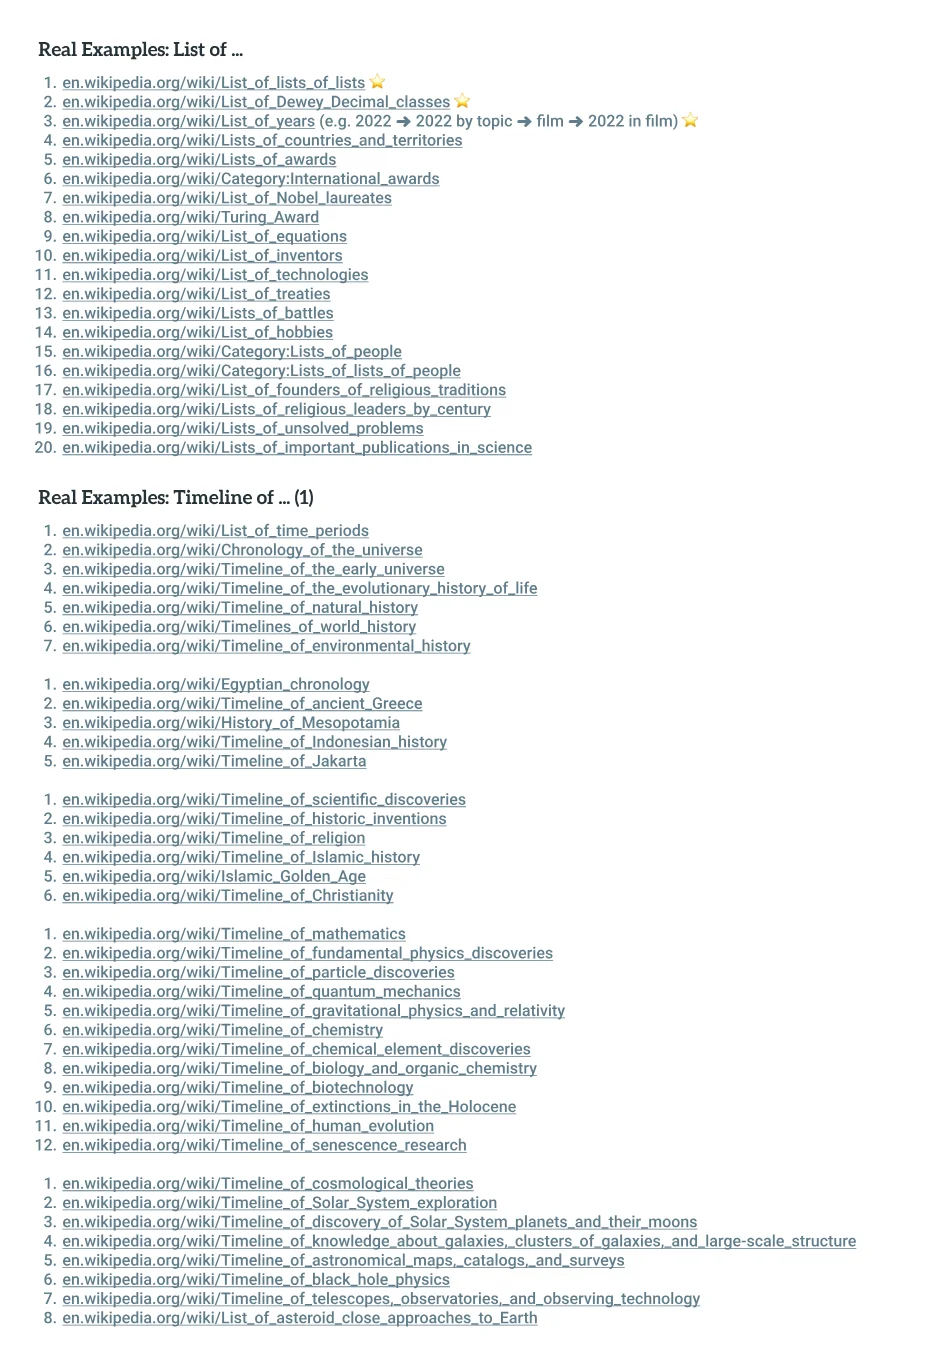 Real Examples: List of ...
1. en.wikipedia.org/wiki/List_of_lists_of_lists ⭐
2. en.wikipedia.org/wiki/List_of_Dewey_Decimal_classes ⭐
3. en.wikipedia.org/wiki/List_of_years (e.g. 2022 ➜ 2022 by topic ➜ film ➜ 2022 in film) ⭐
4. en.wikipedia.org/wiki/Lists_of_countries_and_territories
5. en.wikipedia.org/wiki/Lists_of_awards
6. en.wikipedia.org/wiki/Category:International_awards
7. en.wikipedia.org/wiki/List_of_Nobel_laureates
8. en.wikipedia.org/wiki/Turing_Award
9. en.wikipedia.org/wiki/List_of_equations
10. en.wikipedia.org/wiki/List_of_inventors
11. en.wikipedia.org/wiki/List_of_technologies
12. en.wikipedia.org/wiki/List_of_treaties
13. en.wikipedia.org/wiki/Lists_of_battles
14. en.wikipedia.org/wiki/List_of_hobbies
15. en.wikipedia.org/wiki/Category:Lists_of_people
16. en.wikipedia.org/wiki/Category:Lists_of_lists_of_people
17. en.wikipedia.org/wiki/List_of_founders_of_religious_traditions
18. en.wikipedia.org/wiki/Lists_of_religious_leaders_by_century
19. en.wikipedia.org/wiki/Lists_of_unsolved_problems
20. en.wikipedia.org/wiki/Lists_of_important_publications_in_science
Real Examples: Timeline of ... (1)
1. en.wikipedia.org/wiki/List_of_time_periods
2. en.wikipedia.org/wiki/Chronology_of_the_universe
3. en.wikipedia.org/wiki/Timeline_of_the_early_universe
4. en.wikipedia.org/wiki/Timeline_of_the_evolutionary_history_of_life
5. en.wikipedia.org/wiki/Timeline_of_natural_history
6. en.wikipedia.org/wiki/Timelines_of_world_history
7. en.wikipedia.org/wiki/Timeline_of_environmental_history
1. en.wikipedia.org/wiki/Egyptian_chronology
2. en.wikipedia.org/wiki/Timeline_of_ancient_Greece
3. en.wikipedia.org/wiki/History_of_Mesopotamia
4. en.wikipedia.org/wiki/Timeline_of_Indonesian_history
5. en.wikipedia.org/wiki/Timeline_of_Jakarta
1. en.wikipedia.org/wiki/Timeline_of_scientific_discoveries
2. en.wikipedia.org/wiki/Timeline_of_historic_inventions
3. en.wikipedia.org/wiki/Timeline_of_religion
4. en.wikipedia.org/wiki/Timeline_of_Islamic_history
5. en.wikipedia.org/wiki/Islamic_Golden_Age
6. en.wikipedia.org/wiki/Timeline_of_Christianity
1. en.wikipedia.org/wiki/Timeline_of_mathematics
2. en.wikipedia.org/wiki/Timeline_of_fundamental_physics_discoveries
3. en.wikipedia.org/wiki/Timeline_of_particle_discoveries
4. en.wikipedia.org/wiki/Timeline_of_quantum_mechanics
5. en.wikipedia.org/wiki/Timeline_of_gravitational_physics_and_relativity
6. en.wikipedia.org/wiki/Timeline_of_chemistry
7. en.wikipedia.org/wiki/Timeline_of_chemical_element_discoveries
8. en.wikipedia.org/wiki/Timeline_of_biology_and_organic_chemistry
9. en.wikipedia.org/wiki/Timeline_of_biotechnology
10. en.wikipedia.org/wiki/Timeline_of_extinctions_in_the_Holocene
11. en.wikipedia.org/wiki/Timeline_of_human_evolution
12. en.wikipedia.org/wiki/Timeline_of_senescence_research
1. en.wikipedia.org/wiki/Timeline_of_cosmological_theories
2. en.wikipedia.org/wiki/Timeline_of_Solar_System_exploration
3. en.wikipedia.org/wiki/Timeline_of_discovery_of_Solar_System_planets_and_their_moons
4. en.wikipedia.org/wiki/Timeline_of_knowledge_about_galaxies,_clusters_of_galaxies,_and_large-scale_structure
5. en.wikipedia.org/wiki/Timeline_of_astronomical_maps,_catalogs,_and_surveys
6. en.wikipedia.org/wiki/Timeline_of_black_hole_physics
7. en.wikipedia.org/wiki/Timeline_of_telescopes,_observatories,_and_observing_technology
8. en.wikipedia.org/wiki/List_of_asteroid_close_approaches_to_Earth